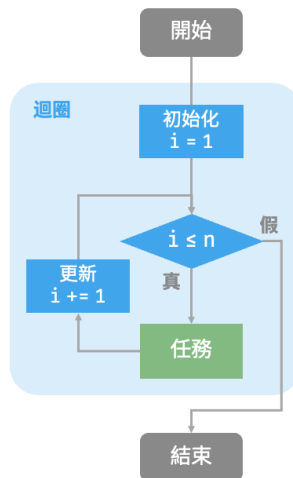 開始
迴圈
初始化
i = 1
i ≤ n
假
真
更新
i += 1
任務
結束